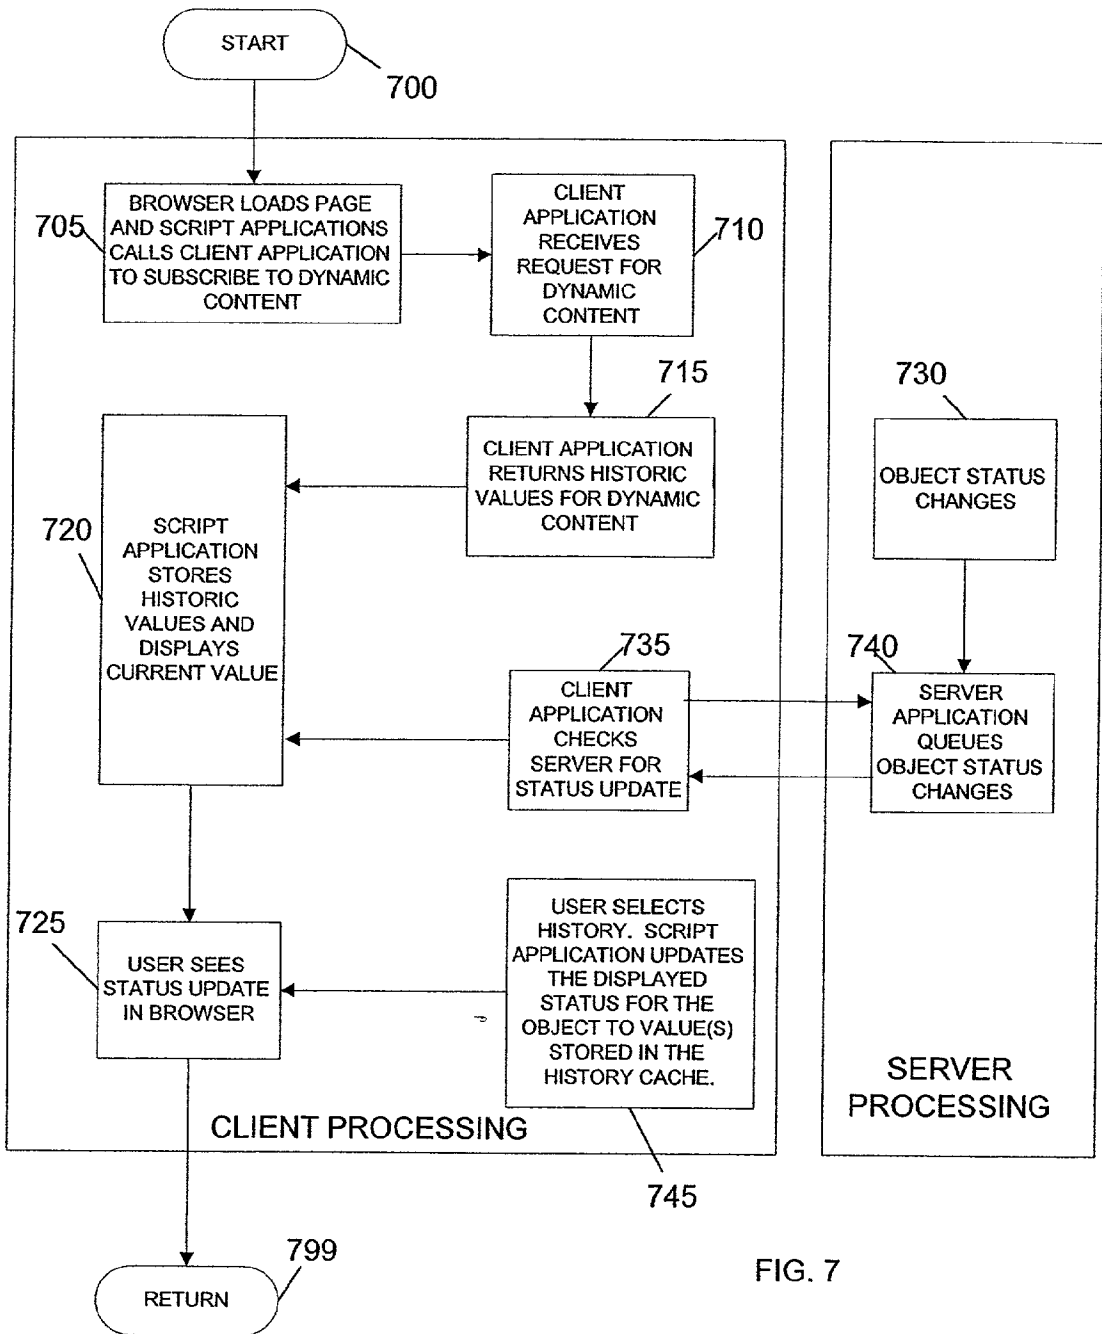 START
700
BROWSER LOADS PAGE
AND SCRIPT APPLICATIONS
CALLS CLIENT APPLICATION
TO SUBSCRIBE TO DYNAMIC
CONTENT
705
CLIENT
APPLICATION
RECEIVES
REQUEST FOR
DYNAMIC
CONTENT
710
715
CLIENT APPLICATION
RETURNS HISTORIC
VALUES FOR DYNAMIC
CONTENT
730
OBJECT STATUS
CHANGES
720
SCRIPT
APPLICATION
STORES
HISTORIC
VALUES AND
DISPLAYS
CURRENT VALUE
735
CLIENT
APPLICATION
CHECKS
SERVER FOR
STATUS UPDATE
740
SERVER
APPLICATION
QUEUES
OBJECT STATUS
CHANGES
725
USER SEES
STATUS UPDATE
IN BROWSER
USER SELECTS
HISTORY. SCRIPT
APPLICATION UPDATES
THE DISPLAYED
STATUS FOR THE
OBJECT TO VALUE(S)
STORED IN THE
HISTORY CACHE.
745
CLIENT PROCESSING
SERVER
PROCESSING
799
RETURN
FIG. 7